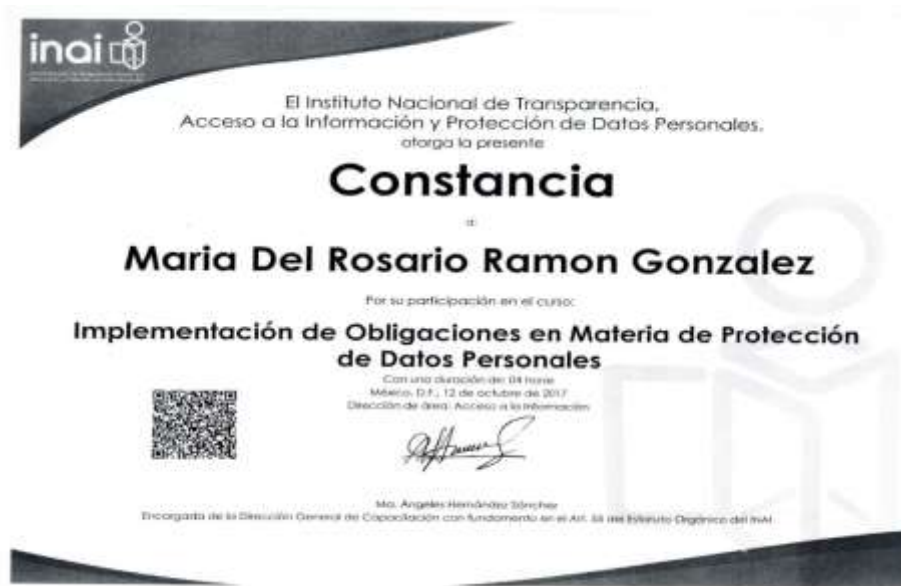 inai
El Instituto Nacional de Transparencia,
Acceso a la Información y Protección de Datos Personales,
otorga la presente
Constancia
a:
Maria Del Rosario Ramon Gonzalez
Por su participación en el curso:
Implementación de Obligaciones en Materia de Protección
de Datos Personales
Con una duración de: 04 horas
México, D.F., 12 de octubre de 2017
Dirección de área: Acceso a la Información
Ma. Ángeles Hernández Sánchez
Encargada de la Dirección General de Capacitación con fundamento en el Art. del Estatuto Orgánico del INAI